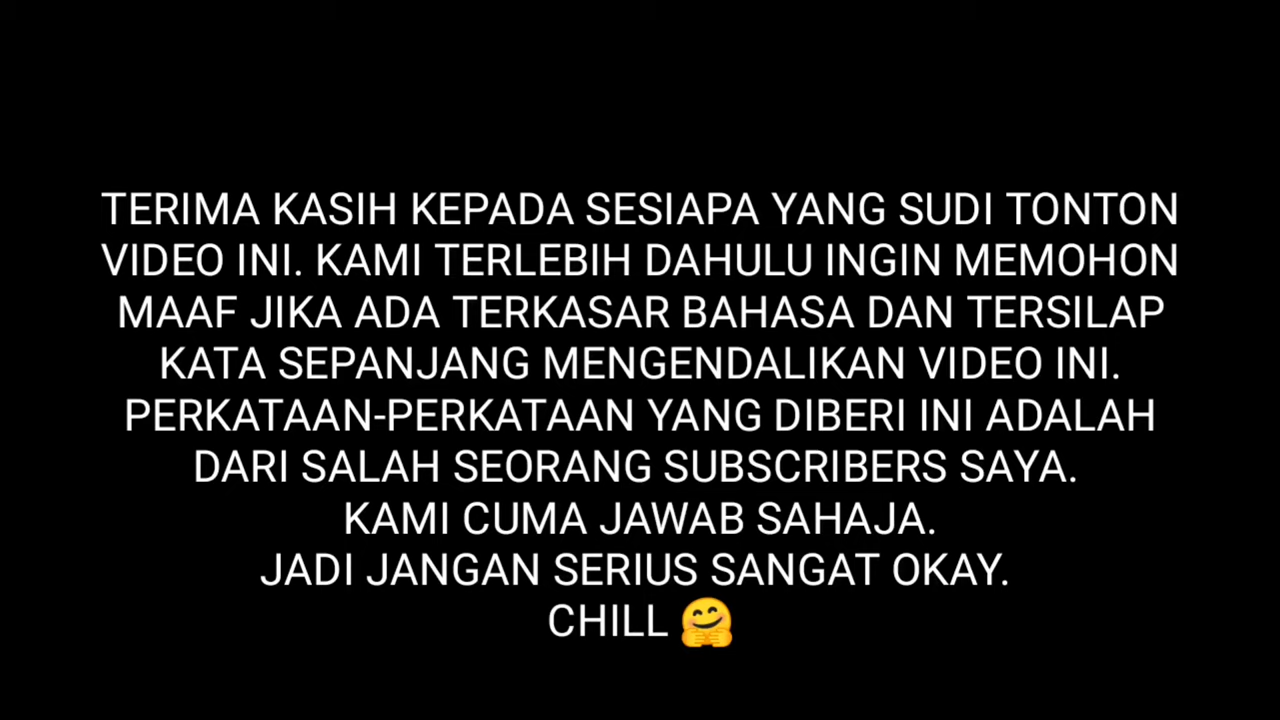 TERIMA KASIH KEPADA SESIAPA YANG SUDI TONTON
VIDEO INI. KAMI TERLEBIH DAHULU INGIN MEMOHON
MAAF JIKA ADA TERKASAR BAHASA DAN TERSILAP
KATA SEPANJANG MENGENDALIKAN VIDEO INI.
PERKATAAN-PERKATAAN YANG DIBERI INI ADALAH
DARI SALAH SEORANG SUBSCRIBERS SAYA.
KAMI CUMA JAWAB SAHAJA.
JADI JANGAN SERIUS SANGAT OKAY.
CHILL 🤗